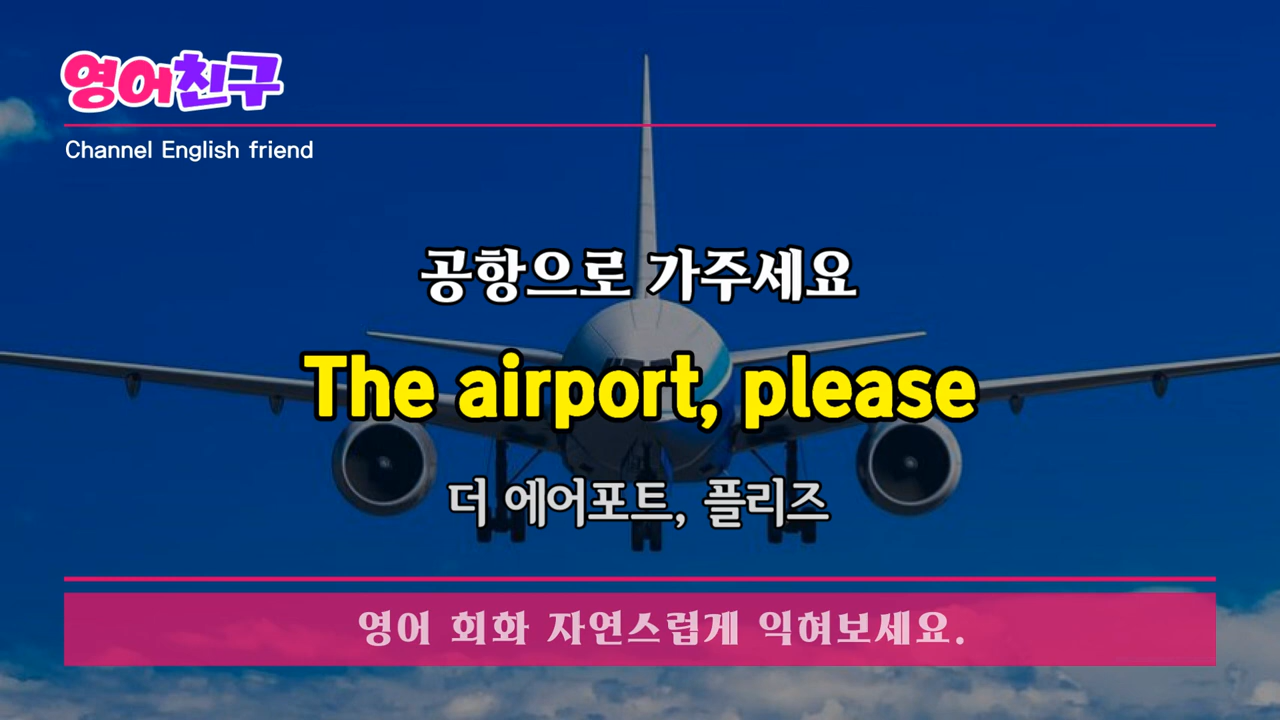 영어친구
Channel English friend
공항으로 가주세요
The airport, please
더 에어포트, 플리즈
영어 회화 자연스럽게 익혀보세요.